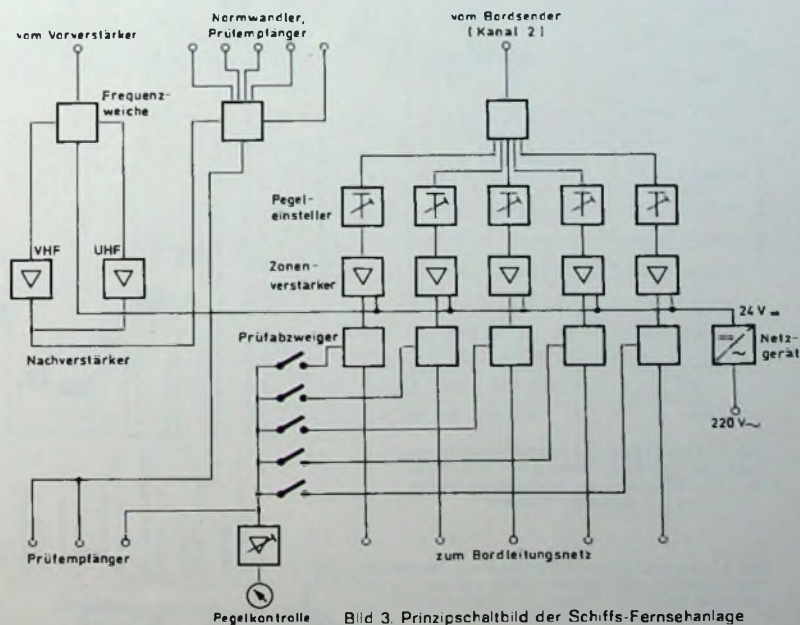 vom Vorverstärker
Normwandler,
Prüfempfänger
vom Bordsender
(Kanal 2)
Frequenz-
weiche
Pegel-
einsteller
VHF
UHF
Zonen-
verstärker
24 V
Prüfabzweiger
Netz-
gerät
Nachverstärker
220 V~
Prüfempfänger
zum Bordleitungsnetz
Pegelkontrolle
Bild 3. Prinzipschaltbild der Schiffs-Fernsehanlage